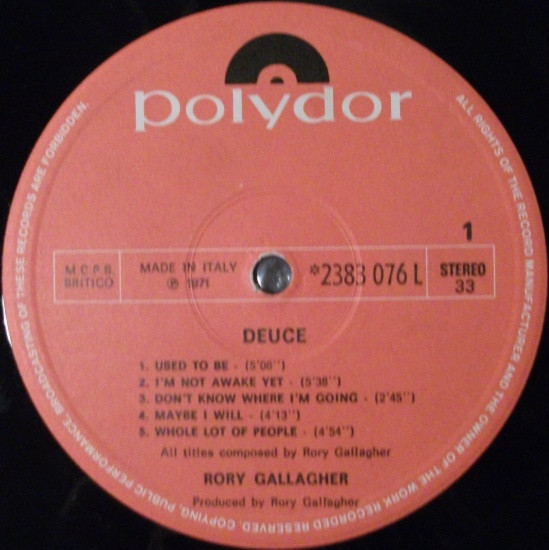 polydor
1
M.C.P.S.
BRITICO
MADE IN ITALY
℗ 1971
*2383 076 L
STEREO
33
DEUCE
1. USED TO BE - (5'06'')
2. I'M NOT AWAKE YET - (5'38'')
3. DON'T KNOW WHERE I'M GOING - (2'45'')
4. MAYBE I WILL - (4'13'')
5. WHOLE LOT OF PEOPLE - (4'54'')
All titles composed by Rory Gallagher
RORY GALLAGHER
Produced by Rory Gallagher
ALL RIGHTS OF THE RECORD MANUFACTURER AND THE OWNER OF THE WORK RECORDED RESERVED. COPYING, PUBLIC PERFORMANCE, BROADCASTING OF THESE RECORDS ARE FORBIDDEN.